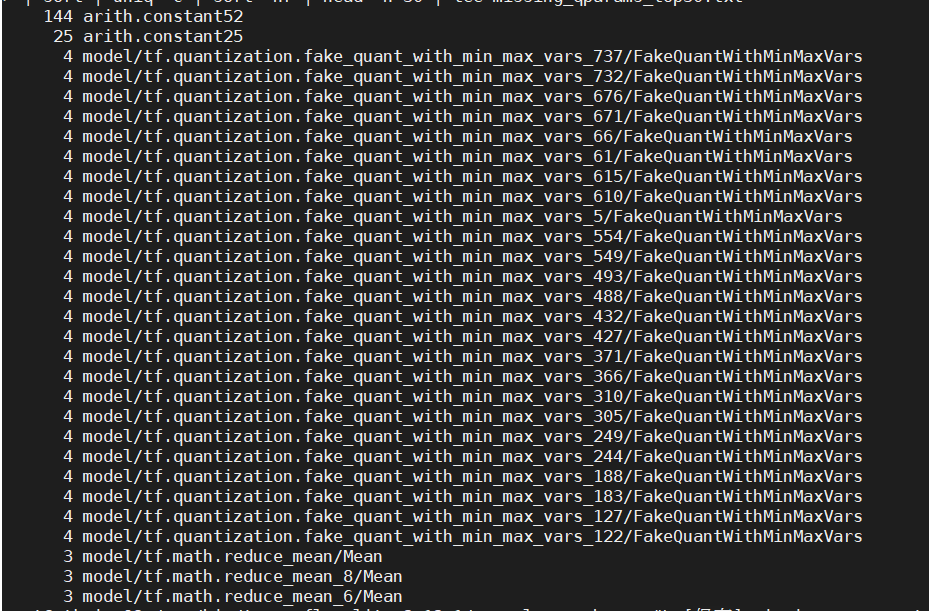 144 arith.constant52
25 arith.constant25
4 model/tf.quantization.fake_quant_with_min_max_vars_737/FakeQuantWithMinMaxVars
4 model/tf.quantization.fake_quant_with_min_max_vars_732/FakeQuantWithMinMaxVars
4 model/tf.quantization.fake_quant_with_min_max_vars_676/FakeQuantWithMinMaxVars
4 model/tf.quantization.fake_quant_with_min_max_vars_671/FakeQuantWithMinMaxVars
4 model/tf.quantization.fake_quant_with_min_max_vars_66/FakeQuantWithMinMaxVars
4 model/tf.quantization.fake_quant_with_min_max_vars_61/FakeQuantWithMinMaxVars
4 model/tf.quantization.fake_quant_with_min_max_vars_615/FakeQuantWithMinMaxVars
4 model/tf.quantization.fake_quant_with_min_max_vars_610/FakeQuantWithMinMaxVars
4 model/tf.quantization.fake_quant_with_min_max_vars_5/FakeQuantWithMinMaxVars
4 model/tf.quantization.fake_quant_with_min_max_vars_554/FakeQuantWithMinMaxVars
4 model/tf.quantization.fake_quant_with_min_max_vars_549/FakeQuantWithMinMaxVars
4 model/tf.quantization.fake_quant_with_min_max_vars_493/FakeQuantWithMinMaxVars
4 model/tf.quantization.fake_quant_with_min_max_vars_488/FakeQuantWithMinMaxVars
4 model/tf.quantization.fake_quant_with_min_max_vars_432/FakeQuantWithMinMaxVars
4 model/tf.quantization.fake_quant_with_min_max_vars_427/FakeQuantWithMinMaxVars
4 model/tf.quantization.fake_quant_with_min_max_vars_371/FakeQuantWithMinMaxVars
4 model/tf.quantization.fake_quant_with_min_max_vars_366/FakeQuantWithMinMaxVars
4 model/tf.quantization.fake_quant_with_min_max_vars_310/FakeQuantWithMinMaxVars
4 model/tf.quantization.fake_quant_with_min_max_vars_305/FakeQuantWithMinMaxVars
4 model/tf.quantization.fake_quant_with_min_max_vars_249/FakeQuantWithMinMaxVars
4 model/tf.quantization.fake_quant_with_min_max_vars_244/FakeQuantWithMinMaxVars
4 model/tf.quantization.fake_quant_with_min_max_vars_188/FakeQuantWithMinMaxVars
4 model/tf.quantization.fake_quant_with_min_max_vars_183/FakeQuantWithMinMaxVars
4 model/tf.quantization.fake_quant_with_min_max_vars_127/FakeQuantWithMinMaxVars
4 model/tf.quantization.fake_quant_with_min_max_vars_122/FakeQuantWithMinMaxVars
3 model/tf.math.reduce_mean/Mean
3 model/tf.math.reduce_mean_8/Mean
3 model/tf.math.reduce_mean_6/Mean